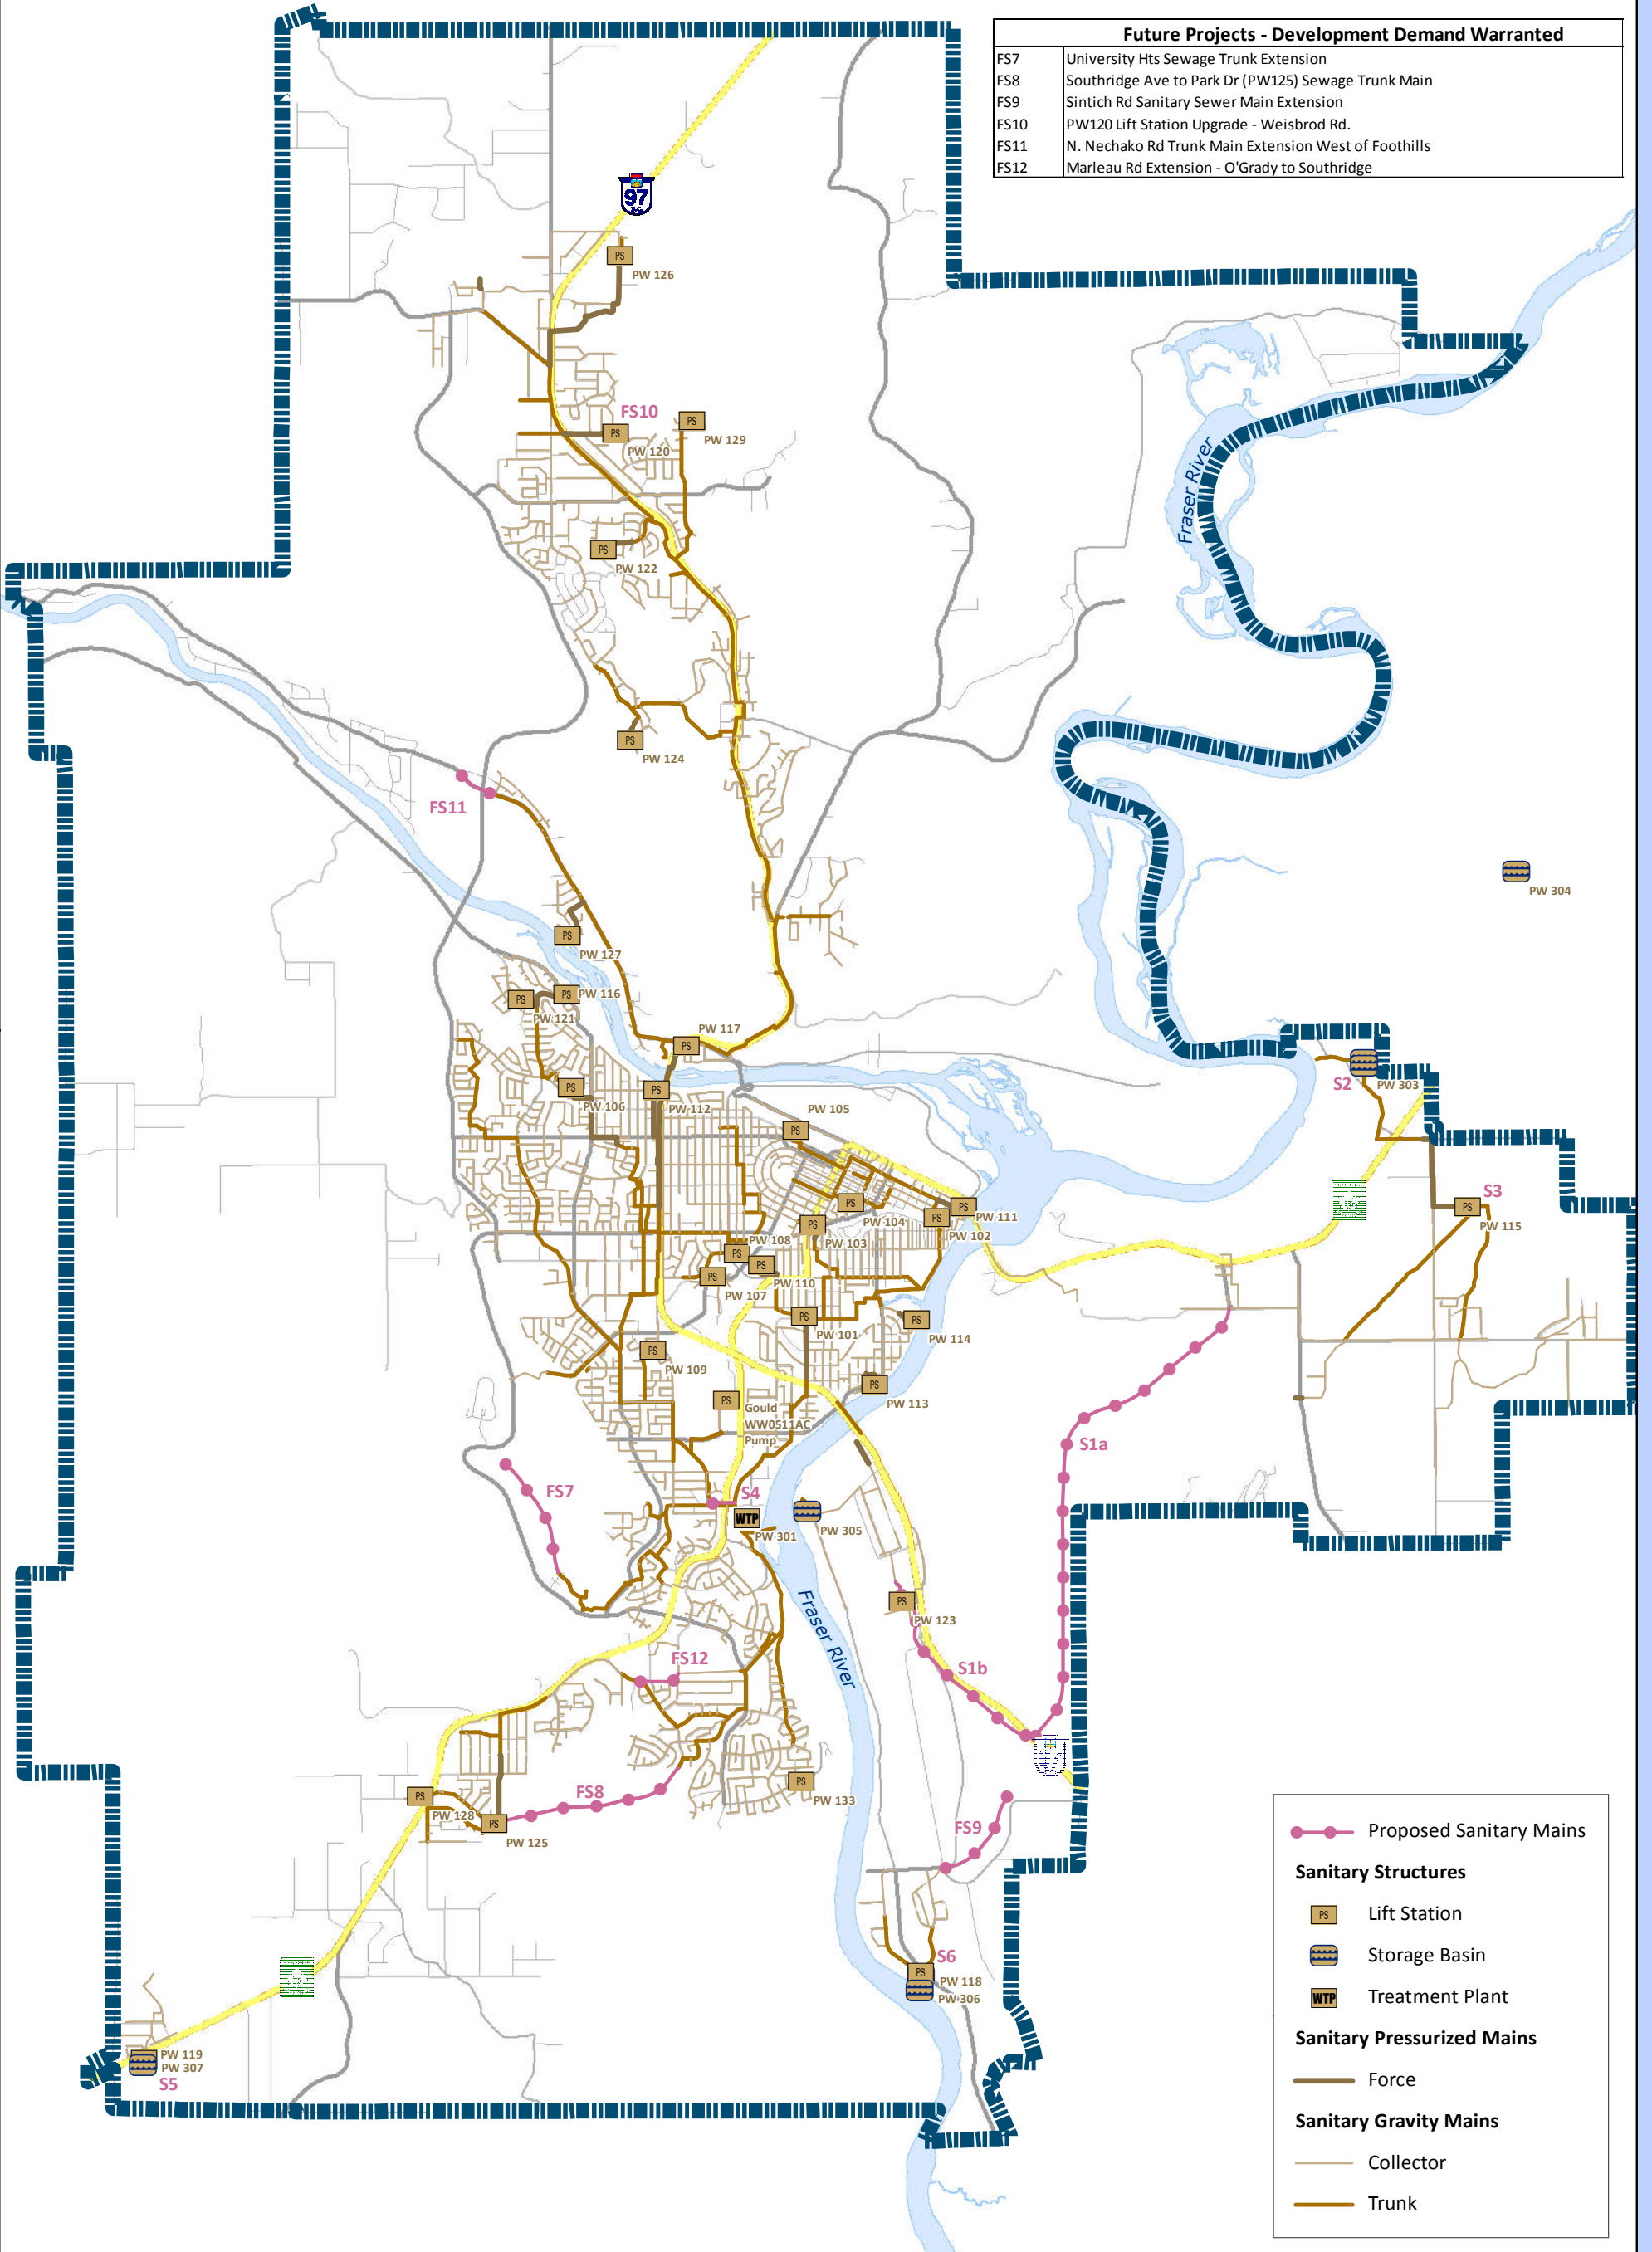 Future Projects - Development Demand Warranted
FS7 University Hts Sewage Trunk Extension
FS8 Southridge Ave to Park Dr (PW125) Sewage Trunk Main
FS9 Sintich Rd Sanitary Sewer Main Extension
FS10 PW120 Lift Station Upgrade - Weisbrod Rd.
FS11 N. Nechako Rd Trunk Main Extension West of Foothills
FS12 Marleau Rd Extension - O'Grady to Southridge
97
PS
PW 126
FS10
PS
PW 120
PS
PW 129
Fraser River
PS
PW 122
PS
PW 124
FS11
PW 304
PS
PW 127
PS
PW 116
PS
PW 121
PW 117
PS
S2
PW 303
PS
PW 106
PS
PW 112
PW 105
PS
S3
PS
PW 115
PS
PW 104
PS
PW 111
PS
PW 102
PS
PW 103
PW 108
PS
PS
PW 110
PS
PW 107
PS
PW 101
PS
PW 114
PS
PW 109
PS
PW 113
PS
Gould
WW0511AC
Pump
S1a
FS7
S4
WTP
PW 301
PW 305
PS
PW 123
Fraser River
S1b
FS12
97
PS
PW 133
FS8
PS
PW 128
PS
PW 125
FS9
S6
PS
PW 118
PW 306
PW 119
PW 307
S5
Proposed Sanitary Mains
Sanitary Structures
PS Lift Station
Storage Basin
WTP Treatment Plant
Sanitary Pressurized Mains
Force
Sanitary Gravity Mains
Collector
Trunk